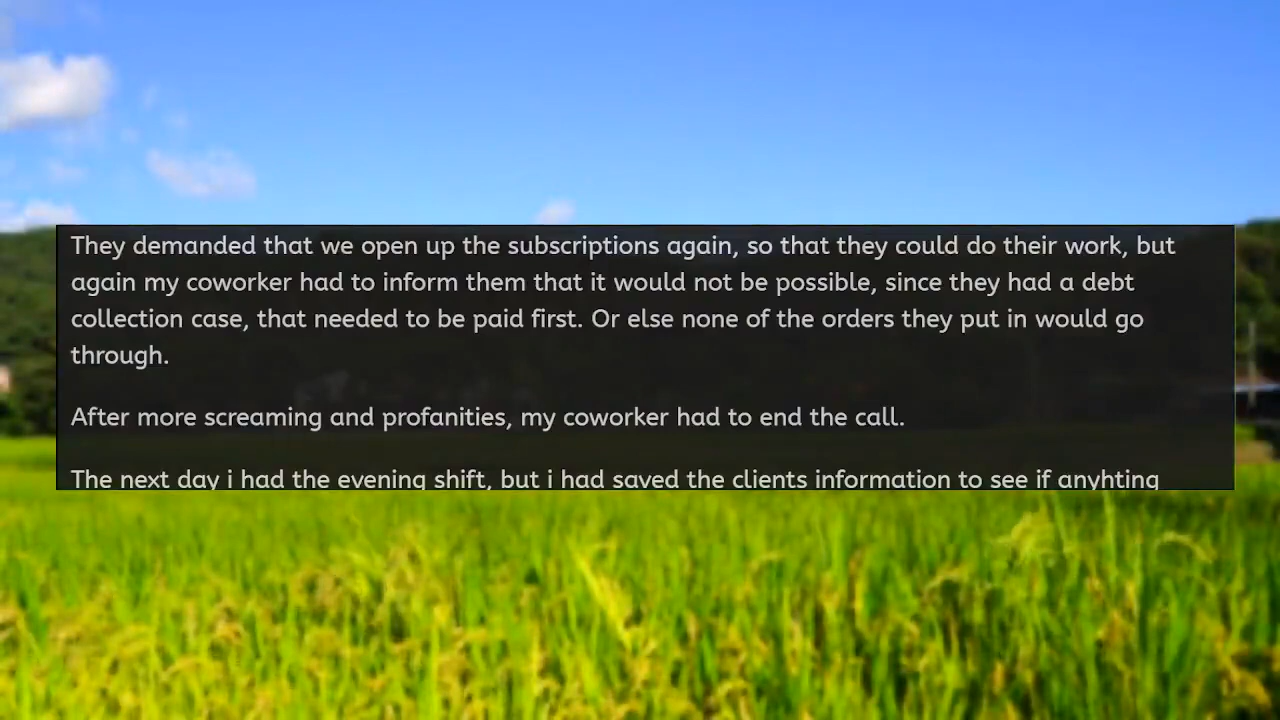 They demanded that we open up the subscriptions again, so that they could do their work, but
again my coworker had to inform them that it would not be possible, since they had a debt
collection case, that needed to be paid first. Or else none of the orders they put in would go
through.
After more screaming and profanities, my coworker had to end the call.
The next day i had the evening shift, but i had saved the clients information to see if anyhting